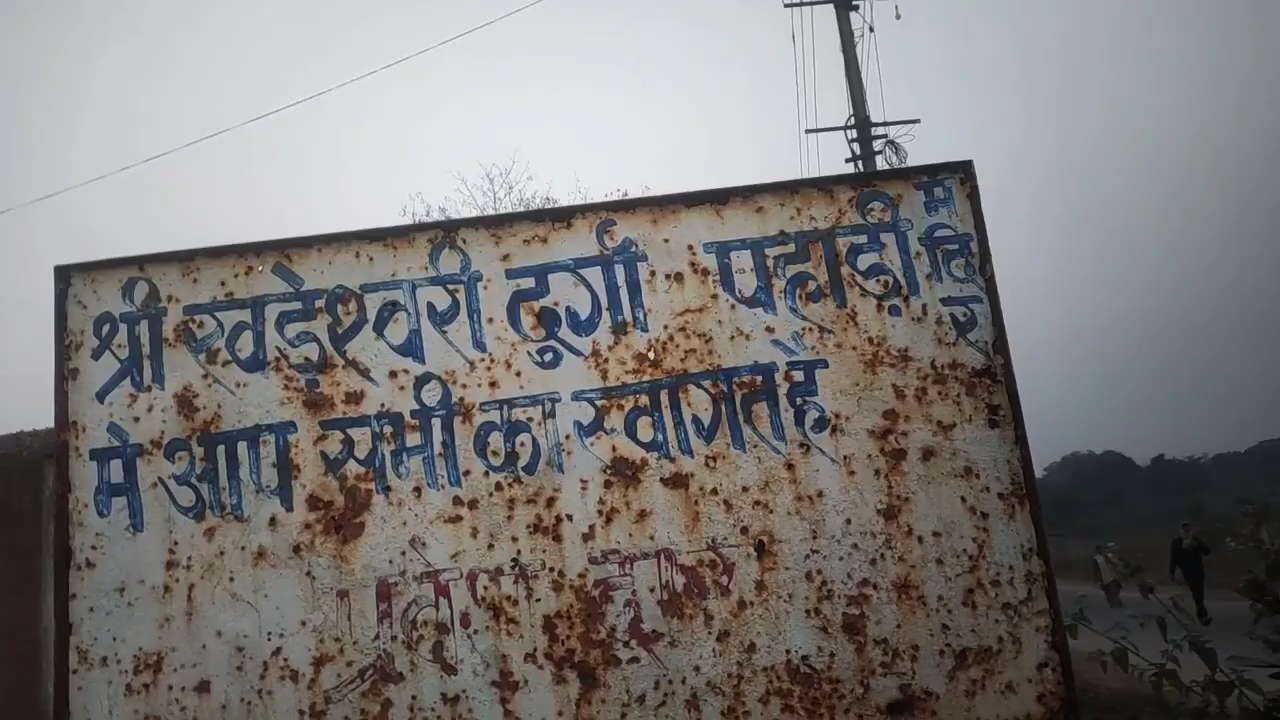 श्री खड़ेश्वरी दुर्गा पहाड़ी मंदिर
मे आप सभी का स्वागत है